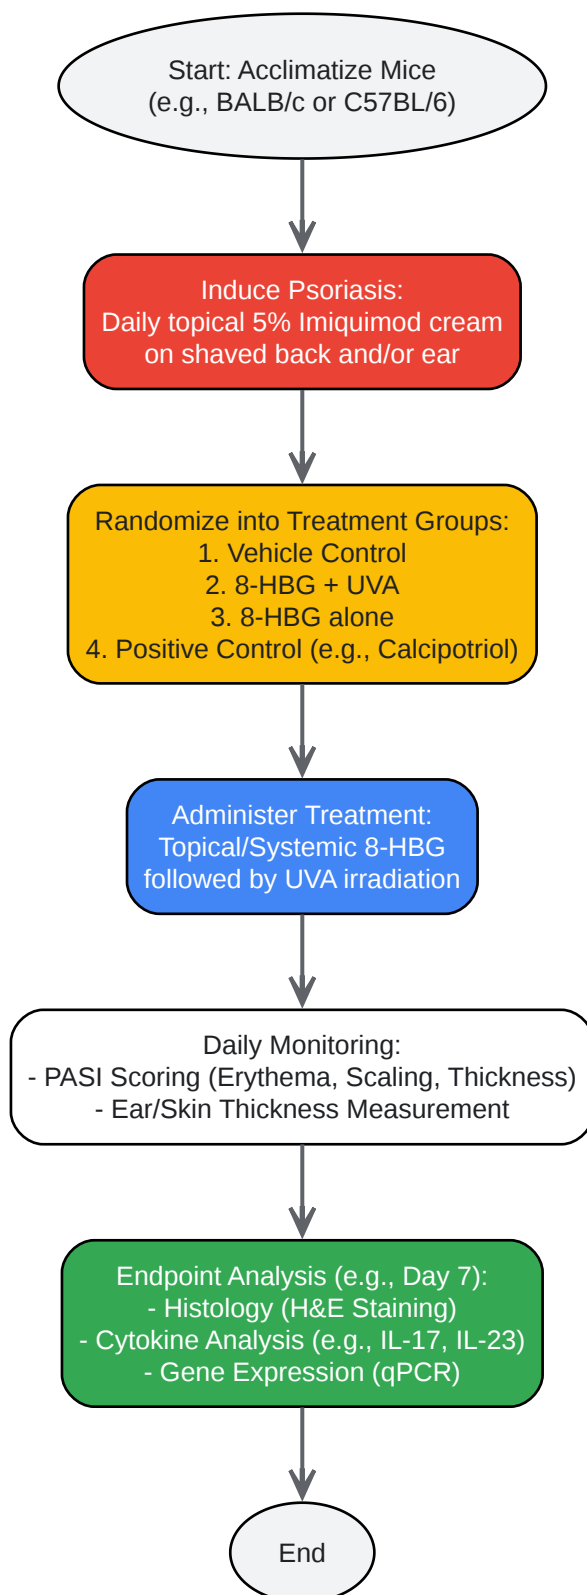 Start: Acclimatize Mice
(e.g., BALB/c or C57BL/6)
Induce Psoriasis:
Daily topical 5% Imiquimod cream
on shaved back and/or ear
Randomize into Treatment Groups:
1. Vehicle Control
2. 8-HBG + UVA
3. 8-HBG alone
4. Positive Control (e.g., Calcipotriol)
Administer Treatment:
Topical/Systemic 8-HBG
followed by UVA irradiation
Daily Monitoring:
- PASI Scoring (Erythema, Scaling, Thickness)
- Ear/Skin Thickness Measurement
Endpoint Analysis (e.g., Day 7):
- Histology (H&E Staining)
- Cytokine Analysis (e.g., IL-17, IL-23)
- Gene Expression (qPCR)
End